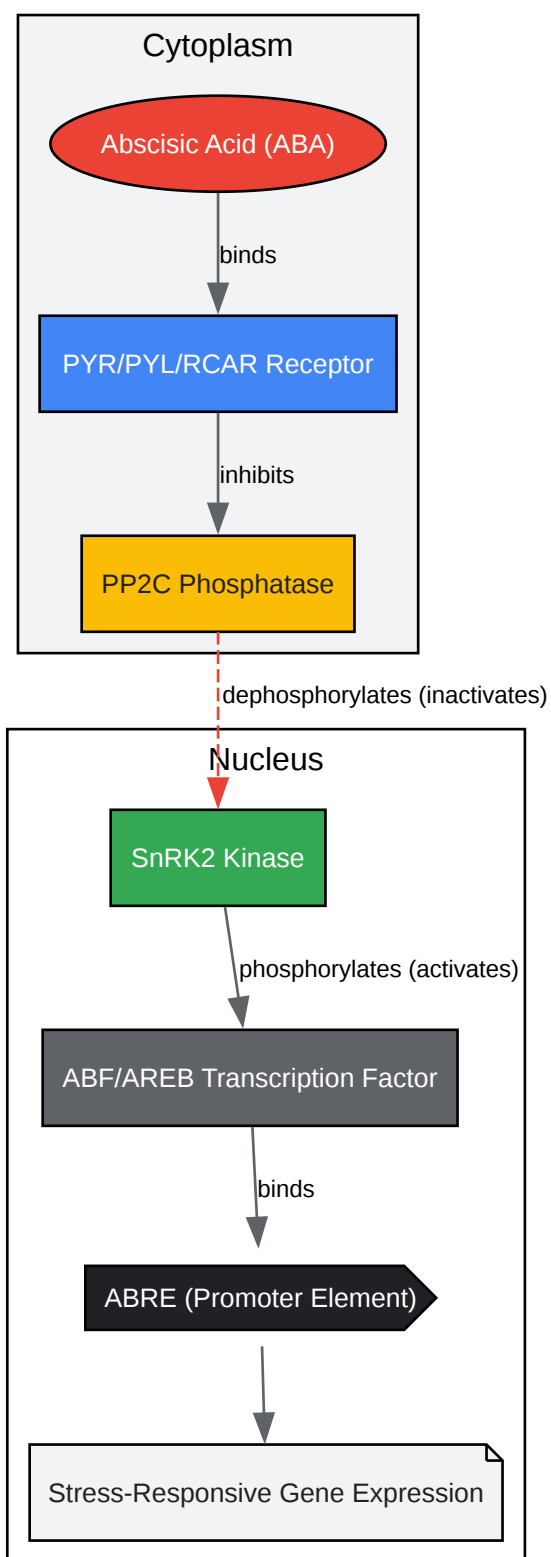 Cytoplasm
Abscisic Acid (ABA)
binds
PYR/PYL/RCAR Receptor
inhibits
PP2C Phosphatase
dephosphorylates (inactivates)
Nucleus
SnRK2 Kinase
phosphorylates (activates)
ABF/AREB Transcription Factor
binds
ABRE (Promoter Element)
Stress-Responsive Gene Expression